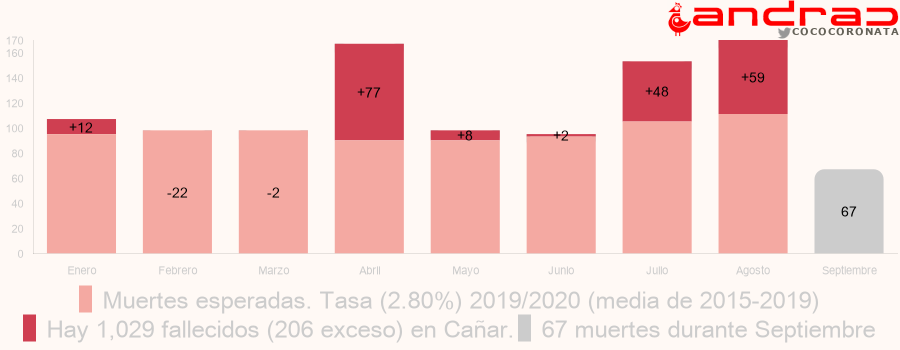 andrab
COCOCORONATA
170
160
140
120
100
80
60
40
20
0
+12
-22
-2
+77
+8
+2
+48
+59
67
Enero
Febrero
Marzo
Abril
Mayo
Junio
Julio
Agosto
Septiembre
Muertes esperadas. Tasa (2.80%) 2019/2020 (media de 2015-2019)
Hay 1,029 fallecidos (206 exceso) en Cañar. 67 muertes durante Septiembre